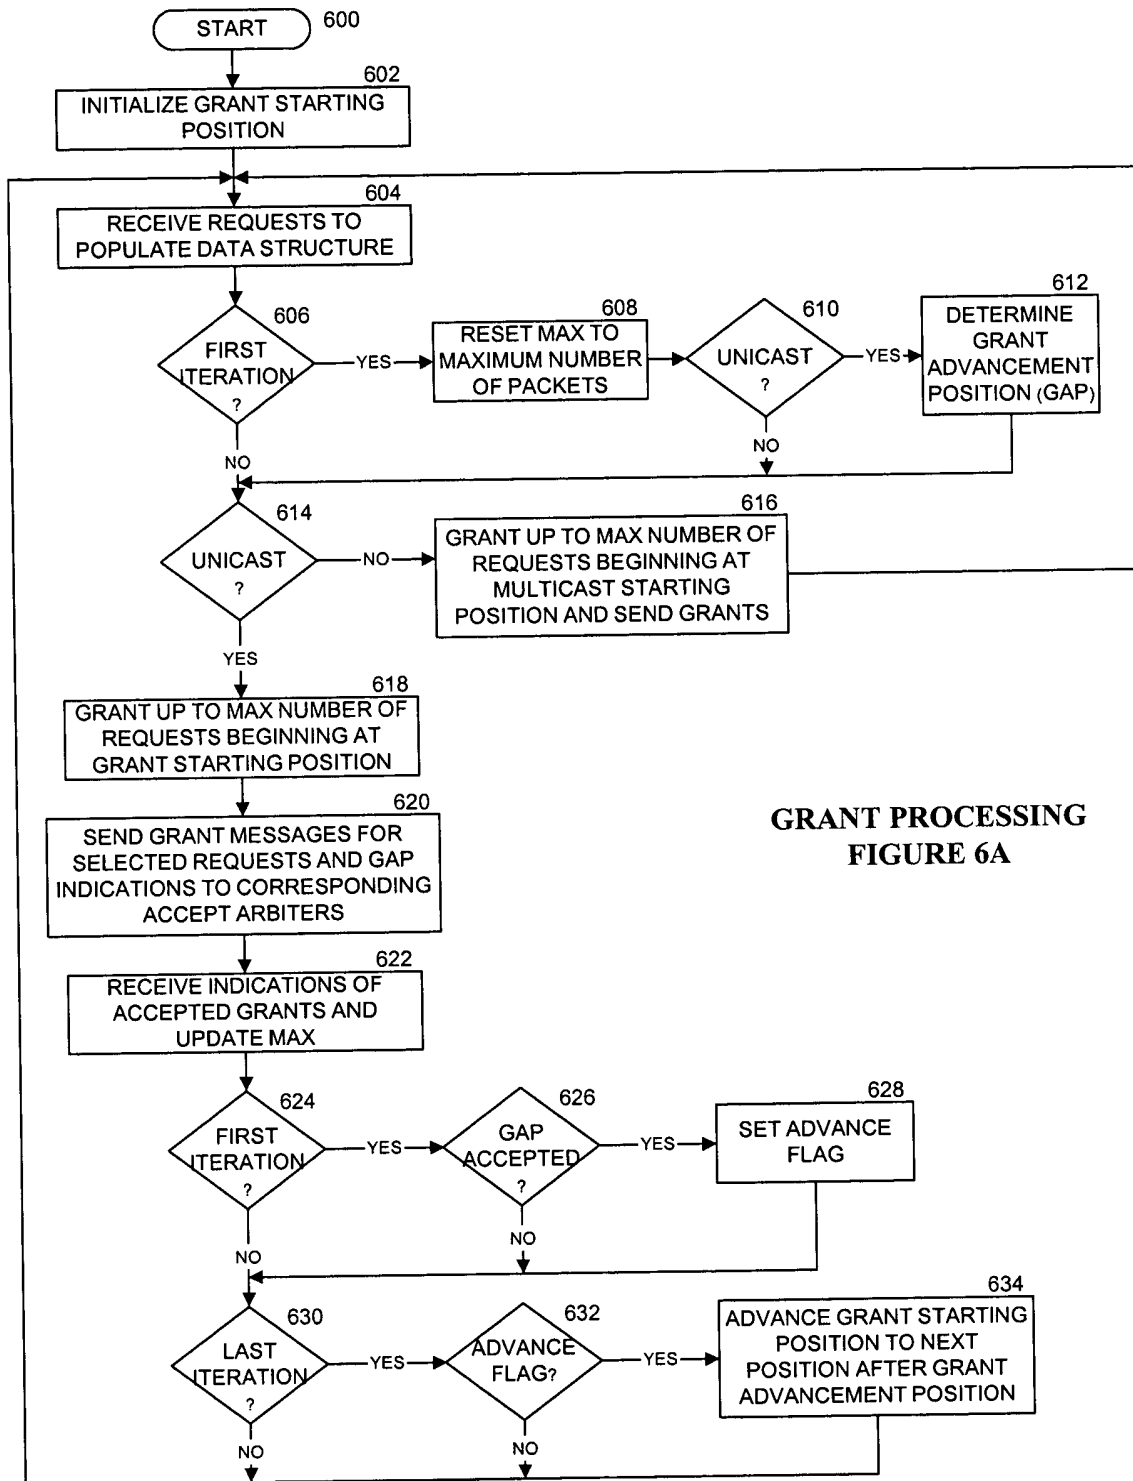 START
600
602
INITIALIZE GRANT STARTING
POSITION
604
RECEIVE REQUESTS TO
POPULATE DATA STRUCTURE
606
FIRST
ITERATION
?
YES
NO
608
RESET MAX TO
MAXIMUM NUMBER
OF PACKETS
610
UNICAST
?
YES
NO
612
DETERMINE
GRANT
ADVANCEMENT
POSITION (GAP)
614
UNICAST
?
NO
YES
616
GRANT UP TO MAX NUMBER OF
REQUESTS BEGINNING AT
MULTICAST STARTING
POSITION AND SEND GRANTS
618
GRANT UP TO MAX NUMBER OF
REQUESTS BEGINNING AT
GRANT STARTING POSITION
620
SEND GRANT MESSAGES FOR
SELECTED REQUESTS AND GAP
INDICATIONS TO CORRESPONDING
ACCEPT ARBITERS
GRANT PROCESSING
FIGURE 6A
622
RECEIVE INDICATIONS OF
ACCEPTED GRANTS AND
UPDATE MAX
624
FIRST
ITERATION
?
YES
NO
626
GAP
ACCEPTED
?
YES
NO
628
SET ADVANCE
FLAG
630
LAST
ITERATION
?
YES
NO
632
ADVANCE
FLAG?
YES
NO
634
ADVANCE GRANT STARTING
POSITION TO NEXT
POSITION AFTER GRANT
ADVANCEMENT POSITION